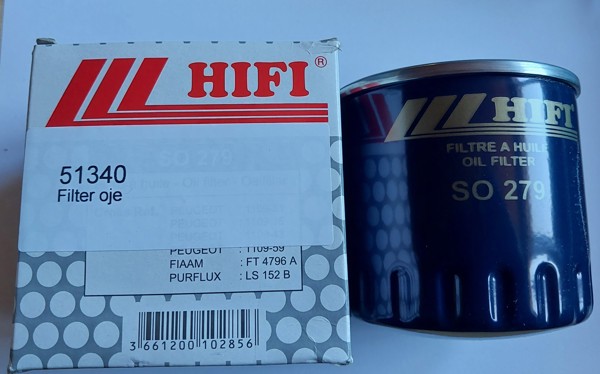 HIFI ®
51340
Filter oje
PEUGEOT : 1109-59
FIAAM : FT 4796 A
PURFLUX : LS 152 B
3 661200 102856
HIFI
FILTRE A HUILE
OIL FILTER
SO 279